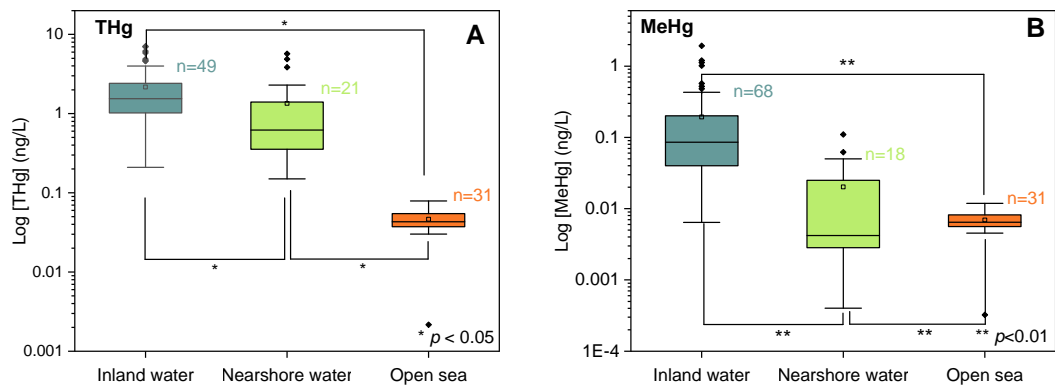 THg
A
Log [THg] (ng/L)
10
1
0.1
0.01
0.001
*
n=49
n=21
n=31
*
*
* p < 0.05
Inland water
Nearshore water
Open sea
MeHg
B
Log [MeHg] (ng/L)
1
0.1
0.01
0.001
1E-4
**
n=68
n=18
n=31
**
**
** p<0.01
Inland water
Nearshore water
Open sea